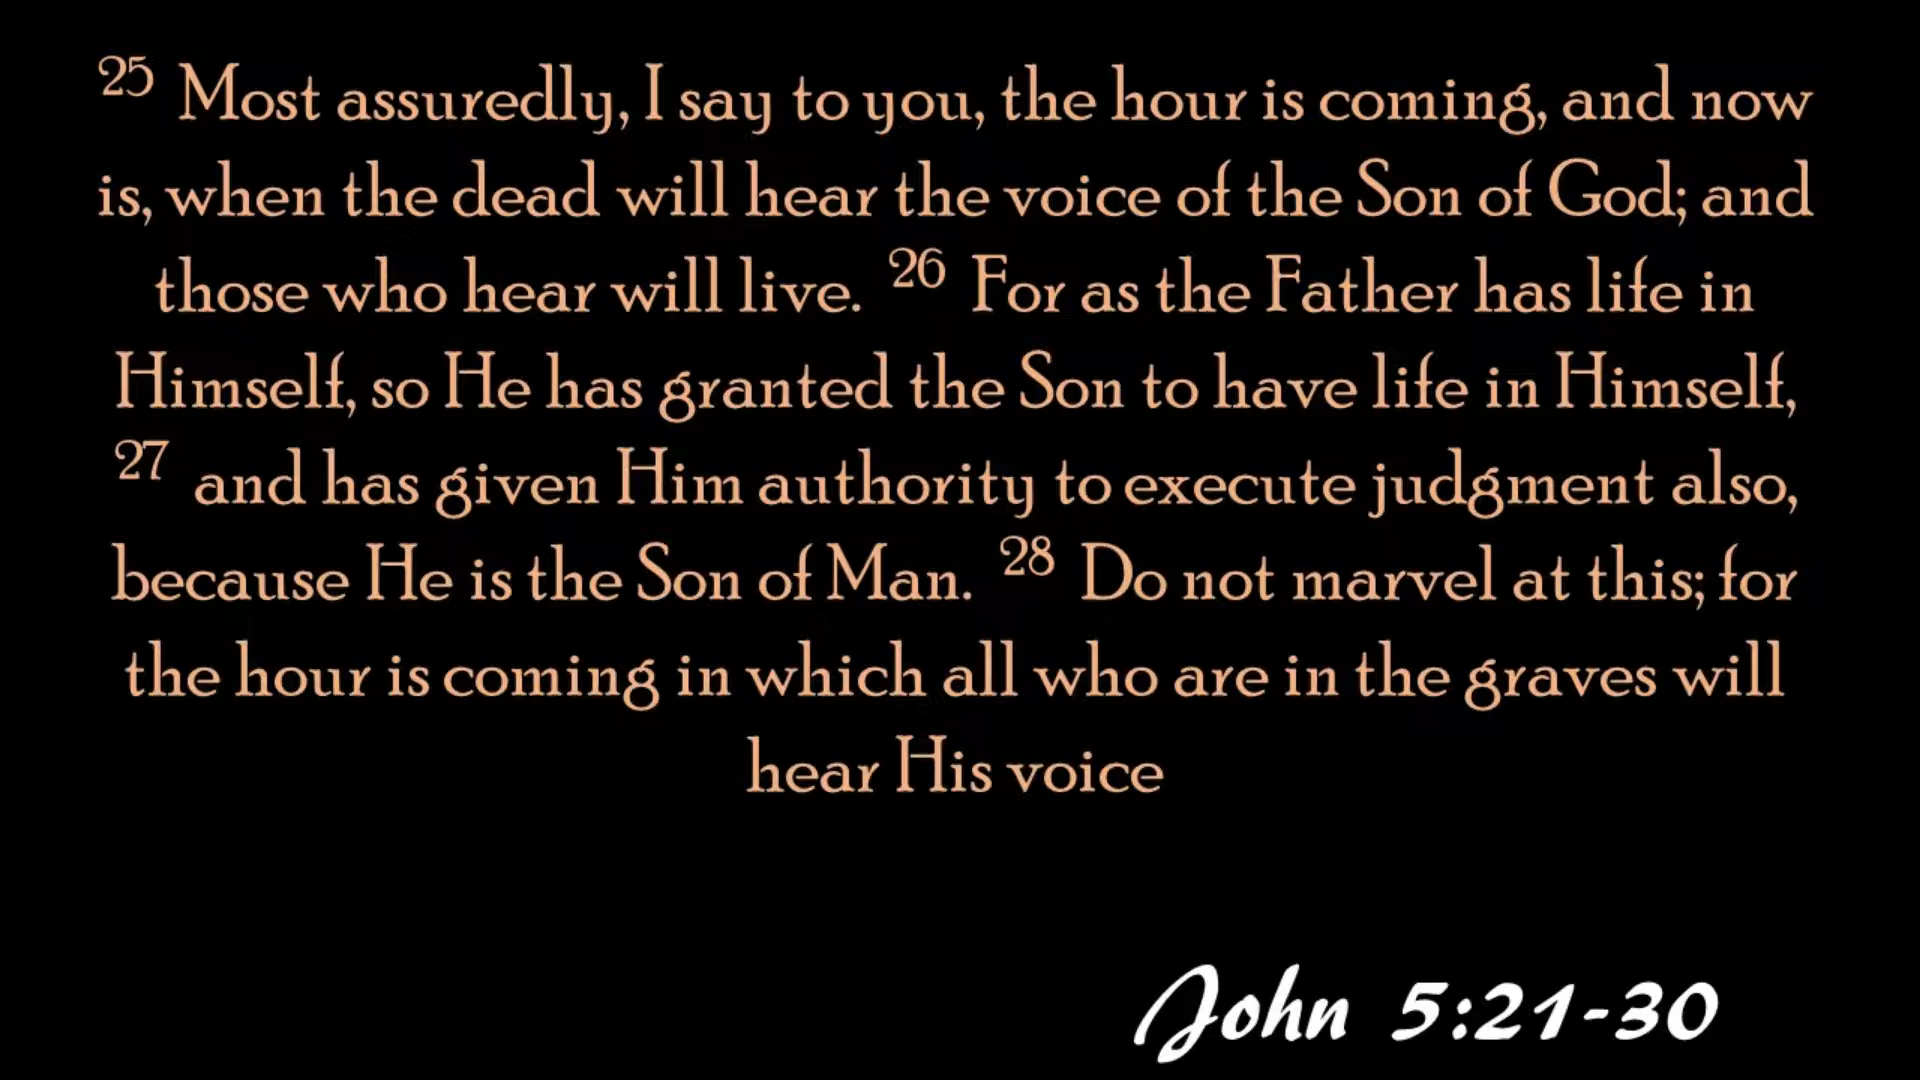 25 Most assuredly, I say to you, the hour is coming, and now
is, when the dead will hear the voice of the Son of God; and
those who hear will live. 26 For as the Father has life in
Himself, so He has granted the Son to have life in Himself,
27 and has given Him authority to execute judgment also,
because He is the Son of Man. 28 Do not marvel at this; for
the hour is coming in which all who are in the graves will
hear His voice
John 5:21-30